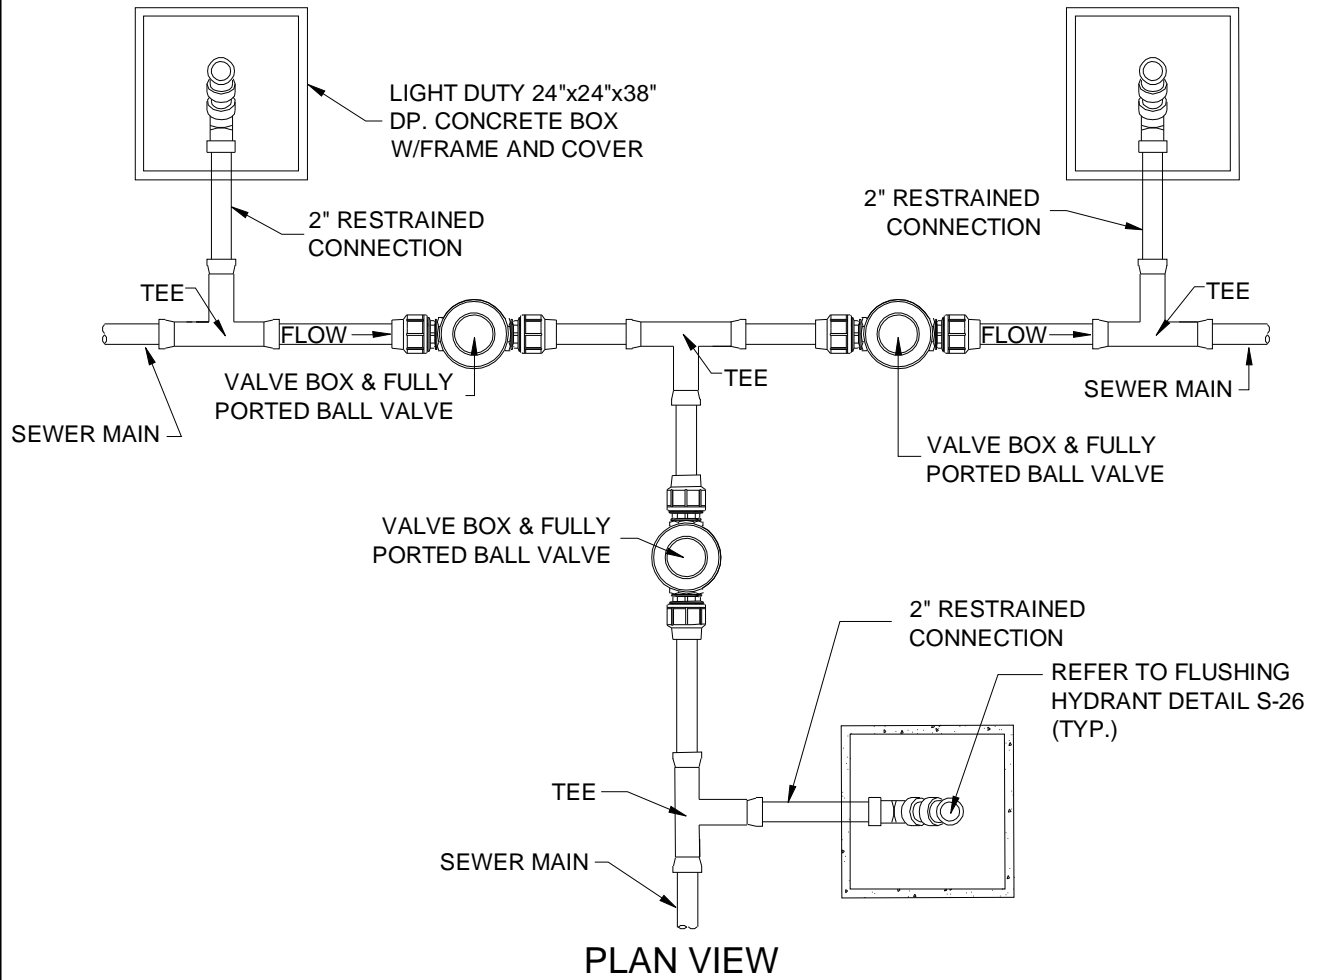 LIGHT DUTY 24"x24"x38"
DP. CONCRETE BOX
W/FRAME AND COVER
2" RESTRAINED
CONNECTION
2" RESTRAINED
CONNECTION
TEE
TEE
FLOW
FLOW
TEE
VALVE BOX & FULLY
PORTED BALL VALVE
SEWER MAIN
SEWER MAIN
VALVE BOX & FULLY
PORTED BALL VALVE
VALVE BOX & FULLY
PORTED BALL VALVE
2" RESTRAINED
CONNECTION
REFER TO FLUSHING
HYDRANT DETAIL S-26
(TYP.)
TEE
SEWER MAIN
PLAN VIEW